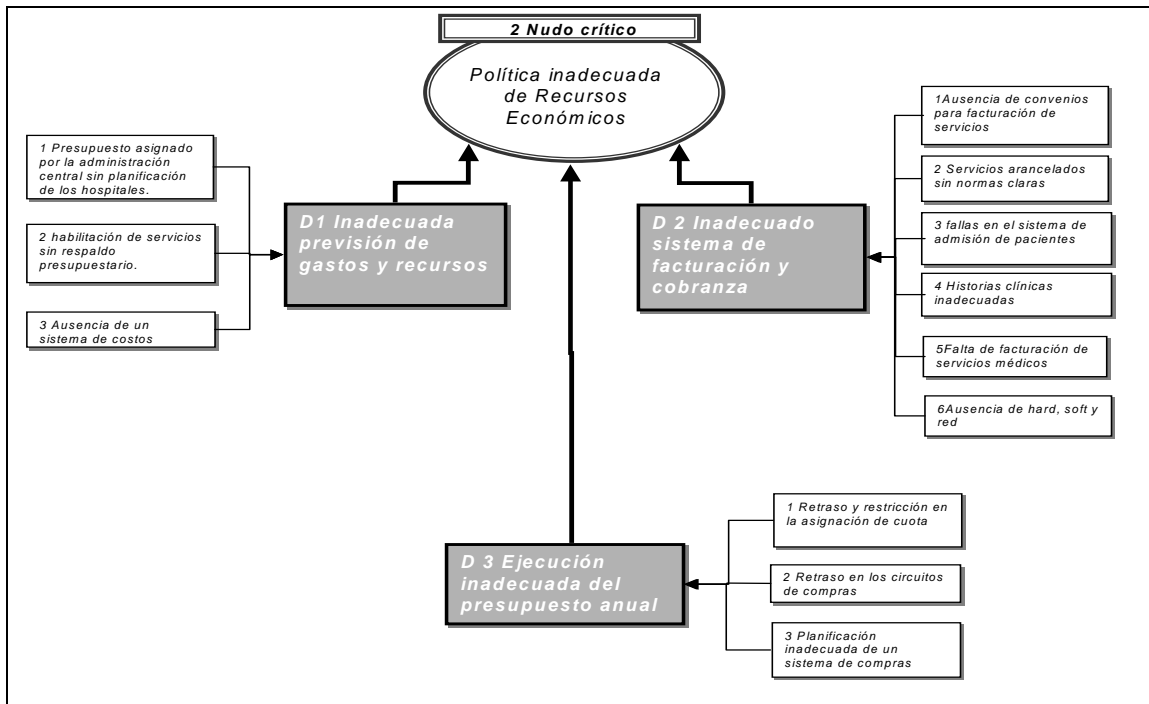 2 Nudo crítico
Política inadecuada
de Recursos
Económicos
1 Presupuesto asignado
por la administración
central sin planificación
de los hospitales.
2 habilitación de servicios
sin respaldo
presupuestario.
3 Ausencia de un
sistema de costos
D1 Inadecuada
previsión de
gastos y recursos
D 2 Inadecuado
sistema de
facturación y
cobranza
1Ausencia de convenios
para facturación de
servicios
2 Servicios arancelados
sin normas claras
3 fallas en el sistema de
admisión de pacientes
4 Historias clínicas
inadecuadas
5Falta de facturación de
servicios médicos
6Ausencia de hard, soft y
red
D 3 Ejecución
inadecuada del
presupuesto anual
1 Retraso y restricción en
la asignación de cuota
2 Retraso en los circuitos
de compras
3 Planificación
inadecuada de un
sistema de compras